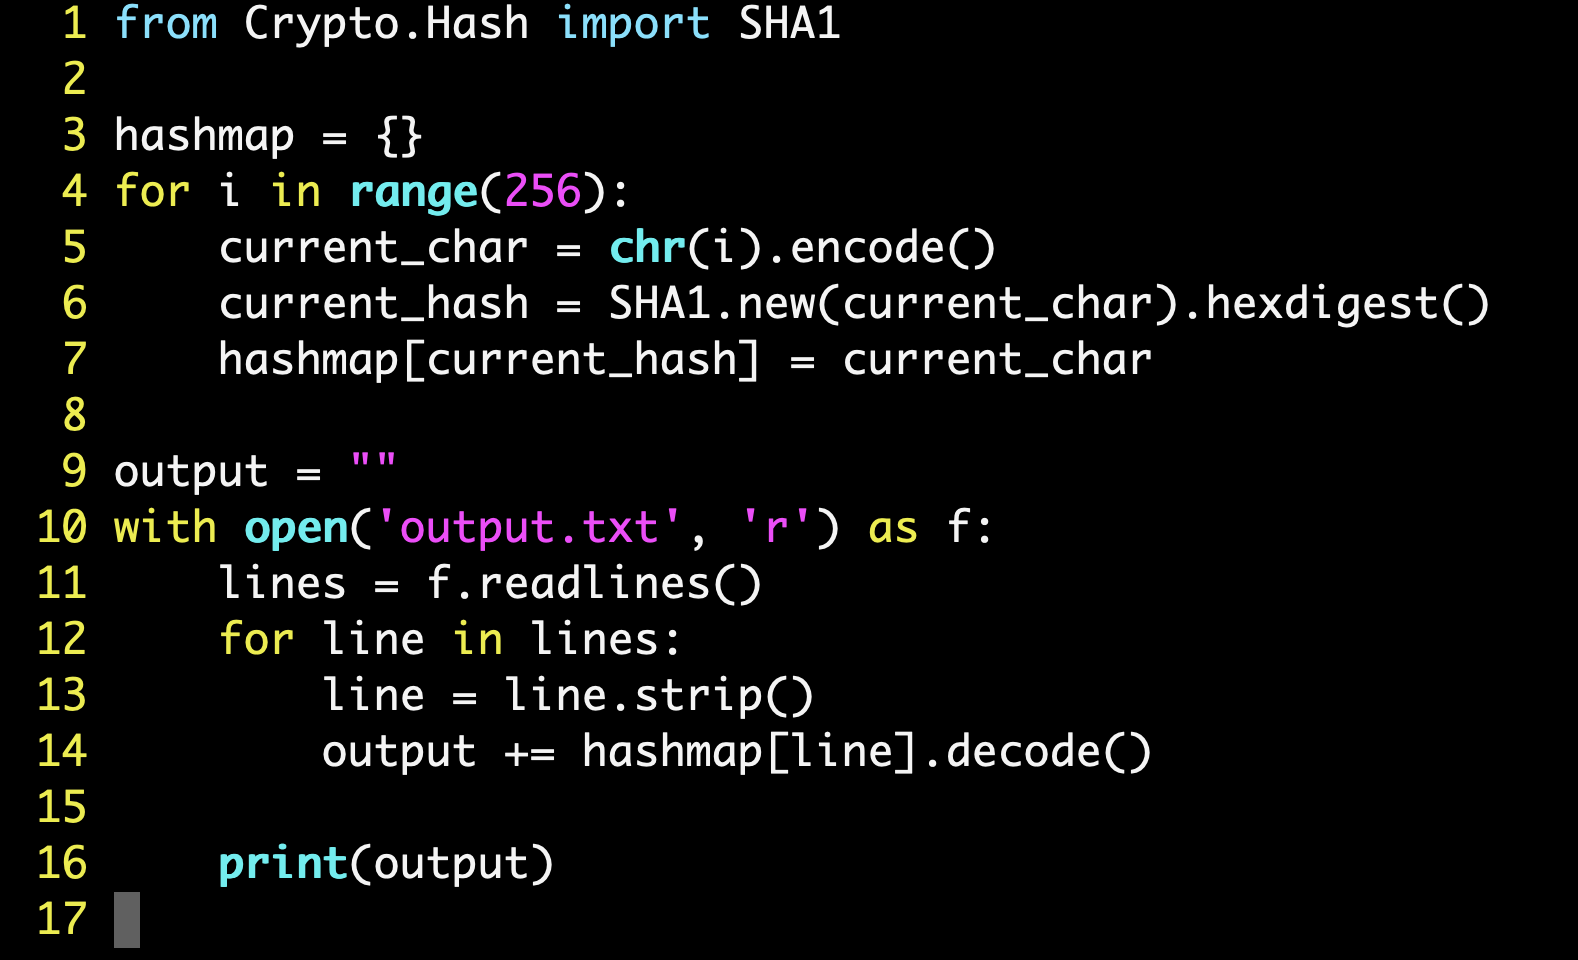 1 from Crypto.Hash import SHA1
2
3 hashmap = {}
4 for i in range(256):
5     current_char = chr(i).encode()
6     current_hash = SHA1.new(current_char).hexdigest()
7     hashmap[current_hash] = current_char
8
9 output = ""
10 with open('output.txt', 'r') as f:
11     lines = f.readlines()
12     for line in lines:
13         line = line.strip()
14         output += hashmap[line].decode()
15
16     print(output)
17